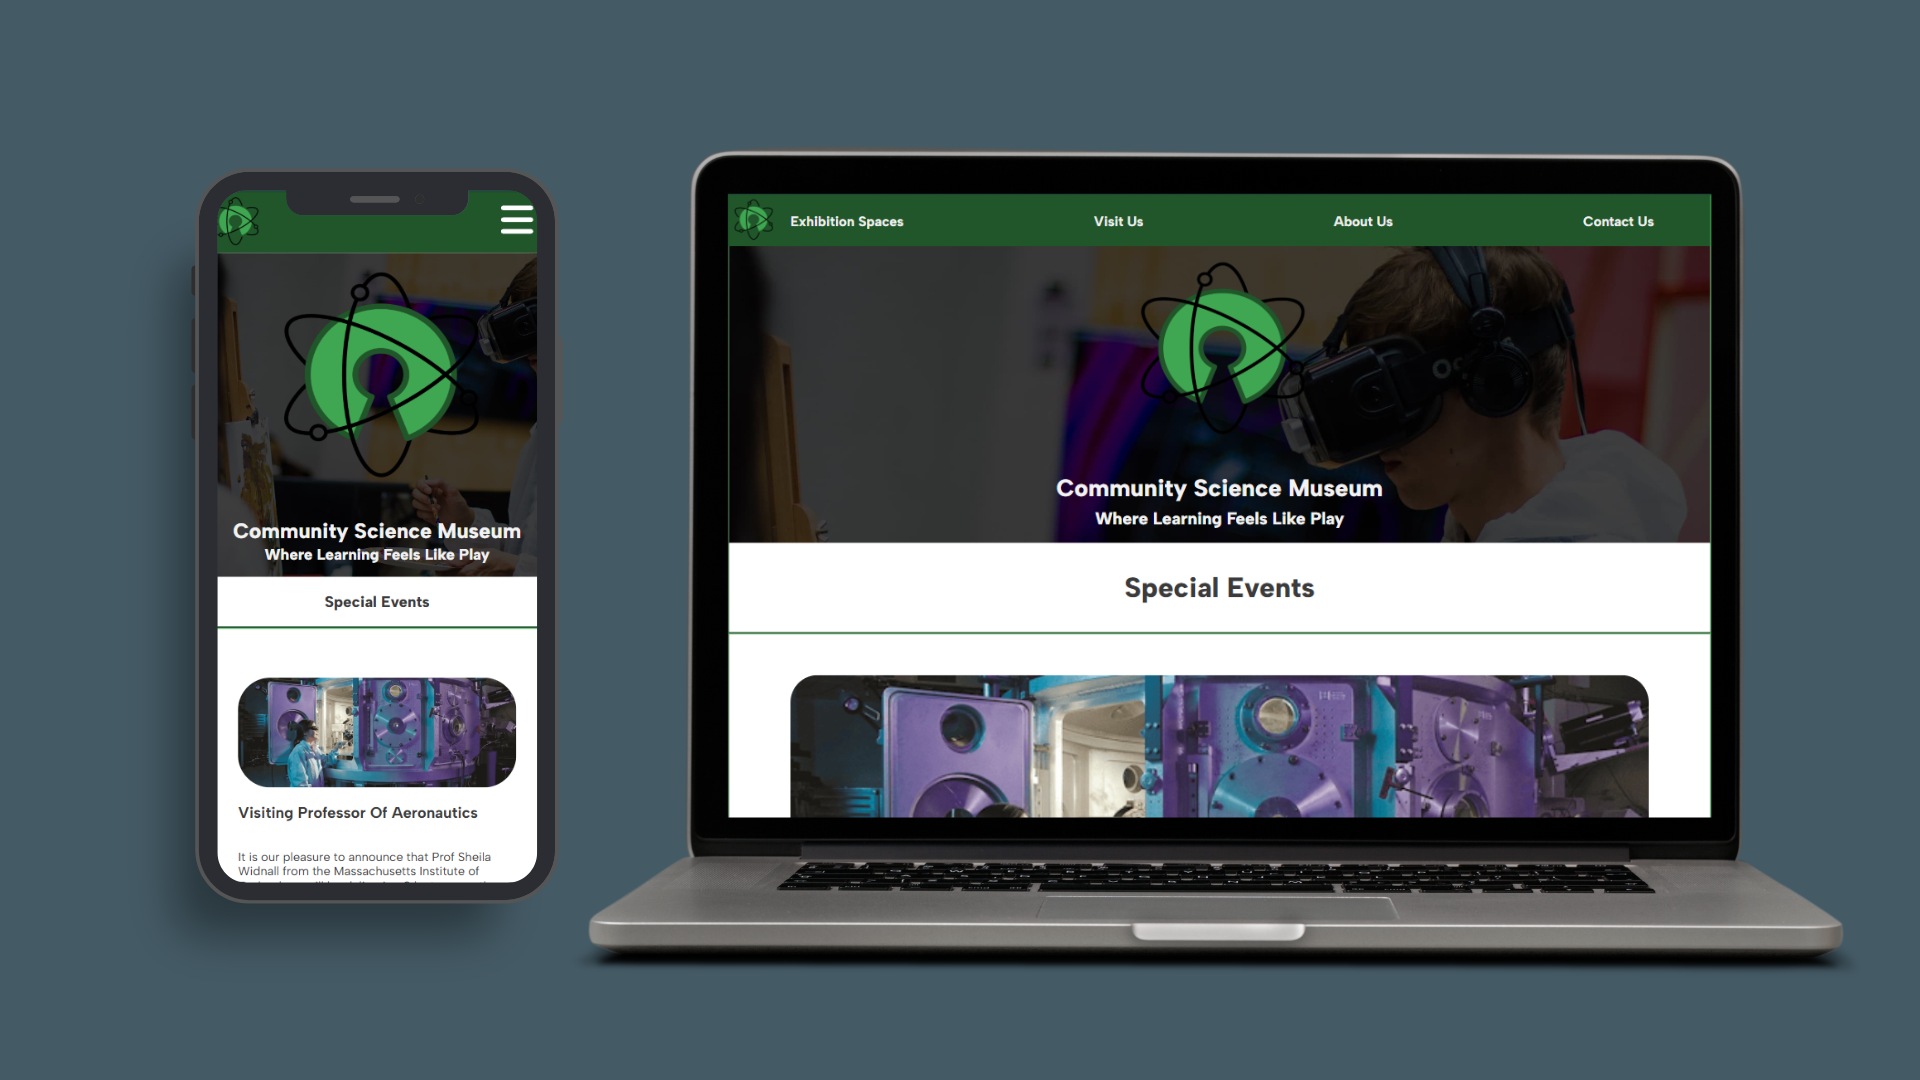 Community Science Museum
Where Learning Feels Like Play
Special Events
Visiting Professor Of Aeronautics
It is our pleasure to announce that Prof Sheila
Widnall from the Massachusetts Institute of
Exhibition Spaces
Visit Us
About Us
Contact Us
Community Science Museum
Where Learning Feels Like Play
Special Events